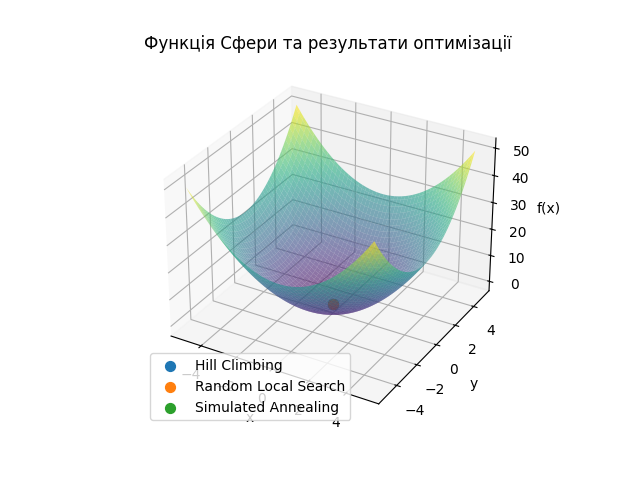 Функція Сфери та результати оптимізації
50
40
30
20
10
0
f(x)
4
2
0
−2
−4
y
−4
0
2
4
x
Hill Climbing
Random Local Search
Simulated Annealing